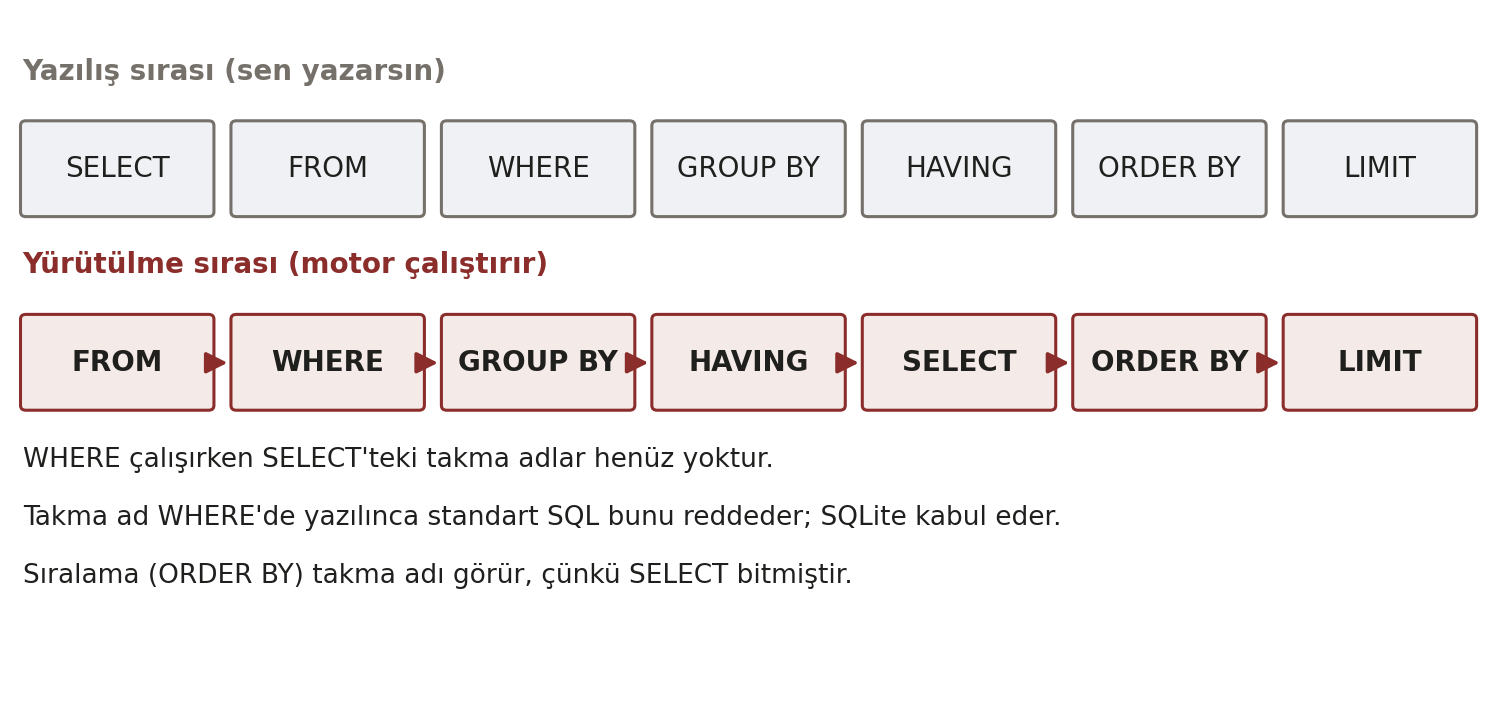 Yazılış sırası (sen yazarsın)
SELECT FROM WHERE GROUP BY HAVING ORDER BY LIMIT
Yürütülme sırası (motor çalıştırır)
FROM WHERE GROUP BY HAVING SELECT ORDER BY LIMIT
WHERE çalışırken SELECT'teki takma adlar henüz yoktur.
Takma ad WHERE'de yazılınca standart SQL bunu reddeder; SQLite kabul eder.
Sıralama (ORDER BY) takma adı görür, çünkü SELECT bitmiştir.